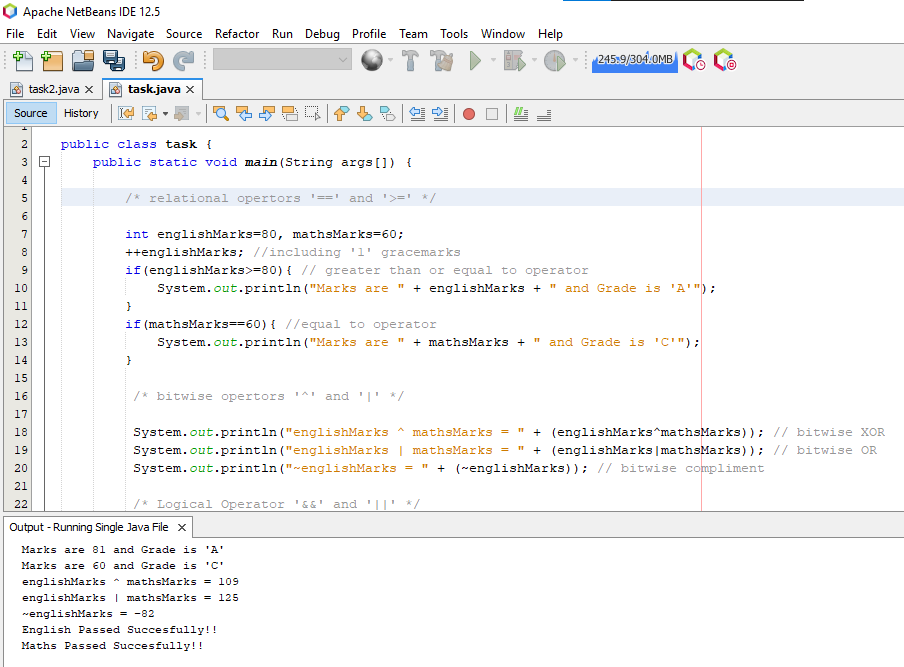 Apache NetBeans IDE 12.5
File Edit View Navigate Source Refactor Run Debug Profile Team Tools Window Help
245.9/304.0MB
task2.java task.java
Source History
1
2 public class task {
3 public static void main(String args[]) {
4
5 /* relational opertors '==' and '>=' */
6
7 int englishMarks=80, mathsMarks=60;
8 ++englishMarks; //including '1' gracemarks
9 if(englishMarks>=80){ // greater than or equal to operator
10 System.out.println("Marks are " + englishMarks + " and Grade is 'A'");
11 }
12 if(mathsMarks==60){ //equal to operator
13 System.out.println("Marks are " + mathsMarks + " and Grade is 'C'");
14 }
15
16 /* bitwise opertors '^' and '|' */
17
18 System.out.println("englishMarks ^ mathsMarks = " + (englishMarks^mathsMarks)); // bitwise XOR
19 System.out.println("englishMarks | mathsMarks = " + (englishMarks|mathsMarks)); // bitwise OR
20 System.out.println("~englishMarks = " + (~englishMarks)); // bitwise compliment
21
22 /* Logical Operator '&&' and '||' */
Output - Running Single Java File
Marks are 81 and Grade is 'A'
Marks are 60 and Grade is 'C'
englishMarks ^ mathsMarks = 109
englishMarks | mathsMarks = 125
~englishMarks = -82
English Passed Succesfully!!
Maths Passed Succesfully!!